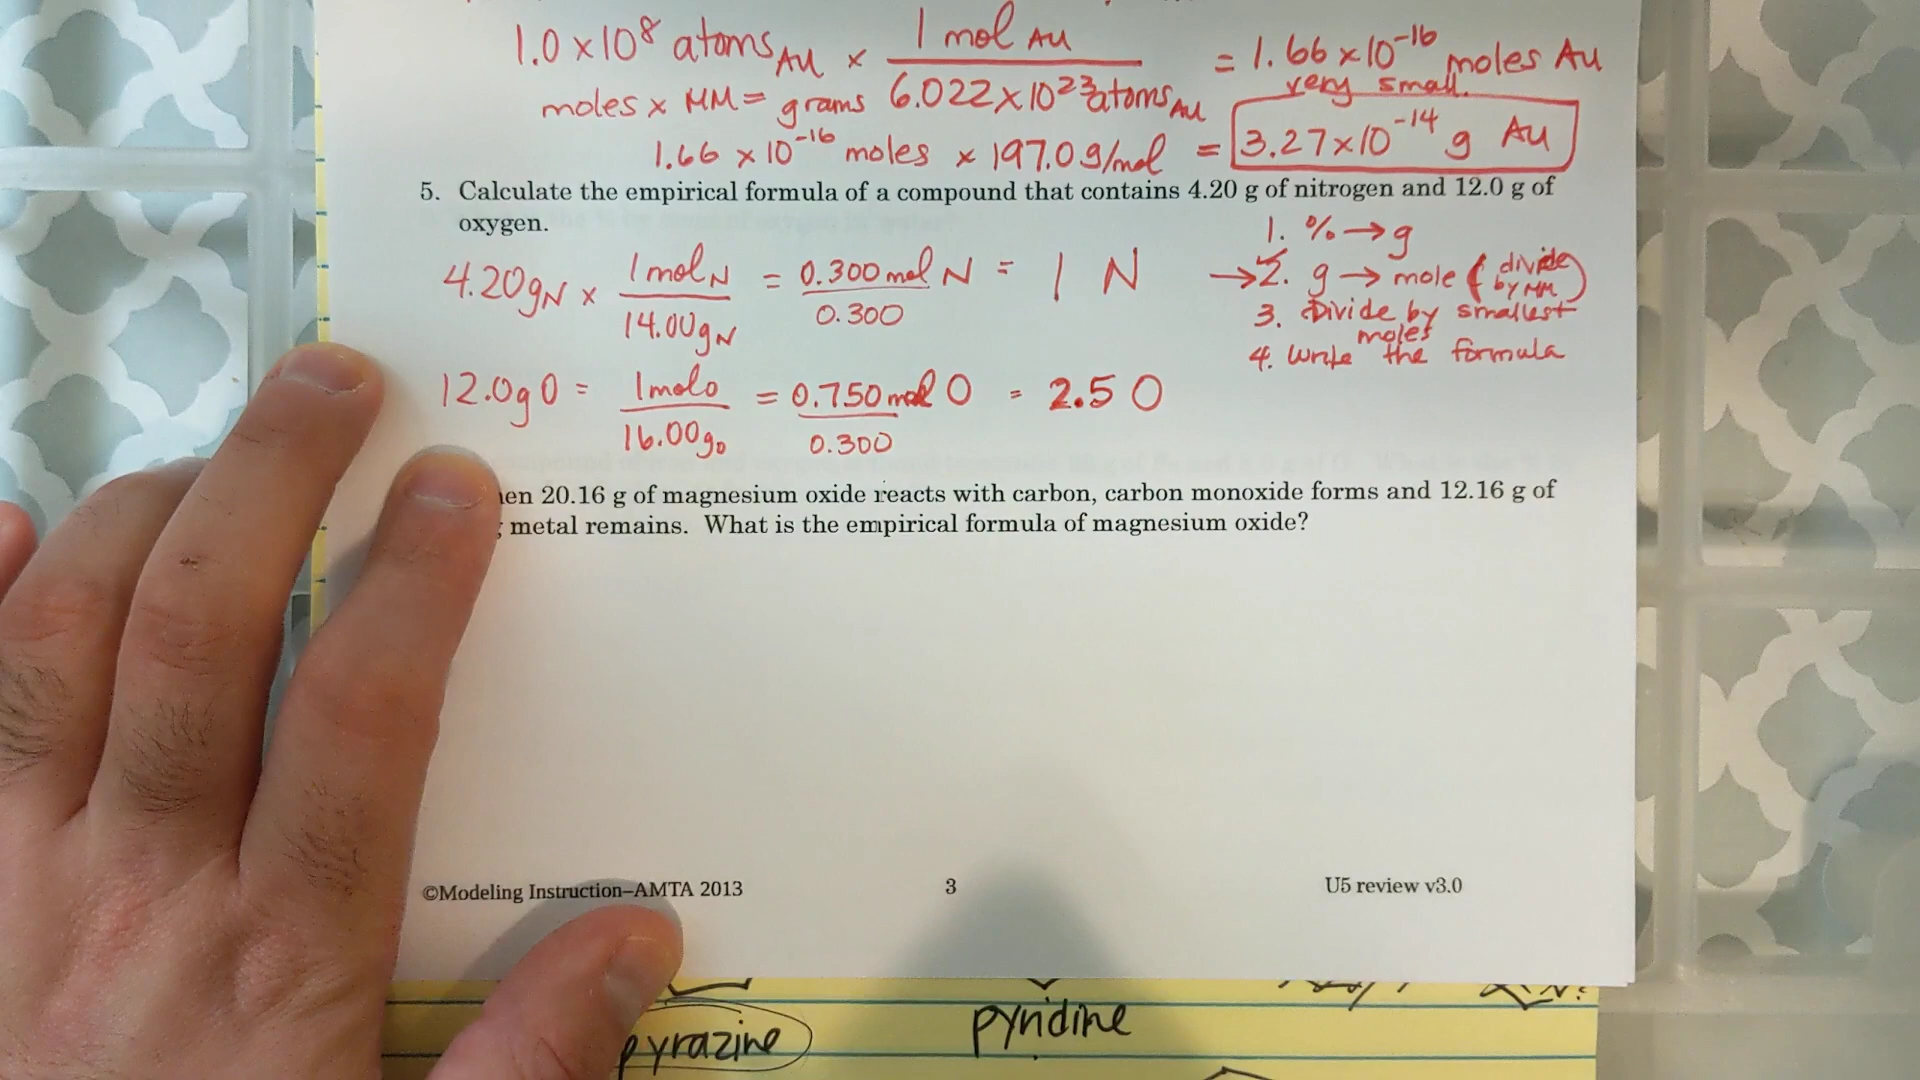 1.0 x 10⁸ atoms Au x 1 mol Au / 6.022 x 10²³ atoms Au = 1.66 x 10⁻¹⁶ moles Au
very small.
moles x MM = grams
1.66 x 10⁻¹⁶ moles x 197.0 g/mol = 3.27 x 10⁻¹⁴ g Au
5. Calculate the empirical formula of a compound that contains 4.20 g of nitrogen and 12.0 g of
oxygen.
4.20 g N x 1 mol N / 14.00 g N = 0.300 mol N / 0.300 = 1 N
12.0 g O = 1 mol O / 16.00 g O = 0.750 mol O / 0.300 = 2.5 O
1. % → g
→ 2. g → mole (divide
by MM)
3. Divide by smallest
moles
4. Write the formula
20.16 g of magnesium oxide reacts with carbon, carbon monoxide forms and 12.16 g of
metal remains. What is the empirical formula of magnesium oxide?
©Modeling Instruction–AMTA 2013
3
U5 review v3.0
pyrazine
pyridine